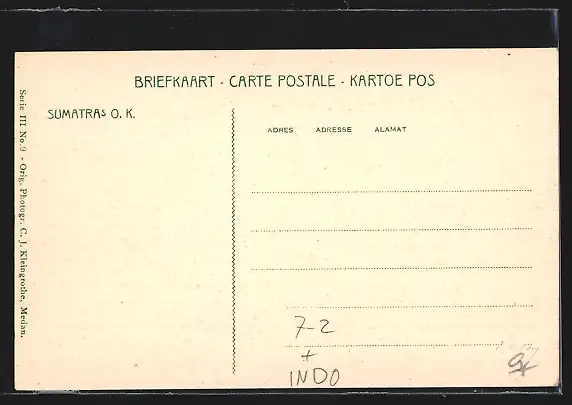 BRIEFKAART - CARTE POSTALE - KARTOE POS
SUMATRAS O. K.
ADRES ADRESSE ALAMAT
Serie III No. 9 - Orig. Photogr. C. J. Kleingrothe, Medan.
7-2
+
INDO